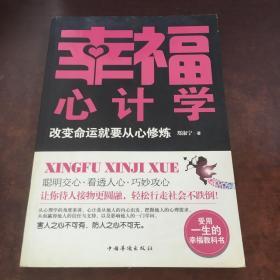 幸福
心计学
改变命运就要从心修炼
郑淑宁·著
XINGFU XINJI XUE
聪明交心·看透人心·巧妙攻心
让你待人接物更圆融，轻松行走社会不跌倒！
害人之心不可有，防人之心不可无。
受用
一生的
幸福教科书
中国华侨出版社